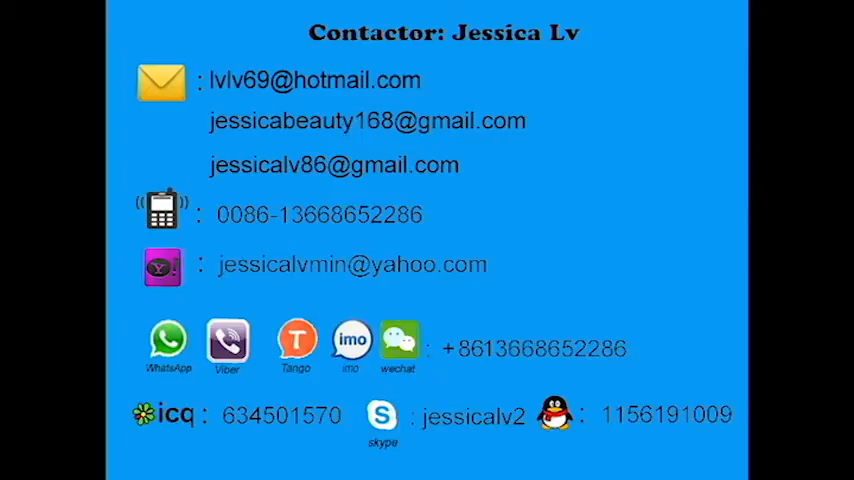 Contactor: Jessica Lv
: lvlv69@hotmail.com
jessicabeauty168@gmail.com
jessicalv86@gmail.com
: 0086-13668652286
Y! : jessicalvmin@yahoo.com
T imo : +8613668652286
WhatsApp Viber Tango imo wechat
icq : 634501570 S : jessicalv2 : 1156191009
skype